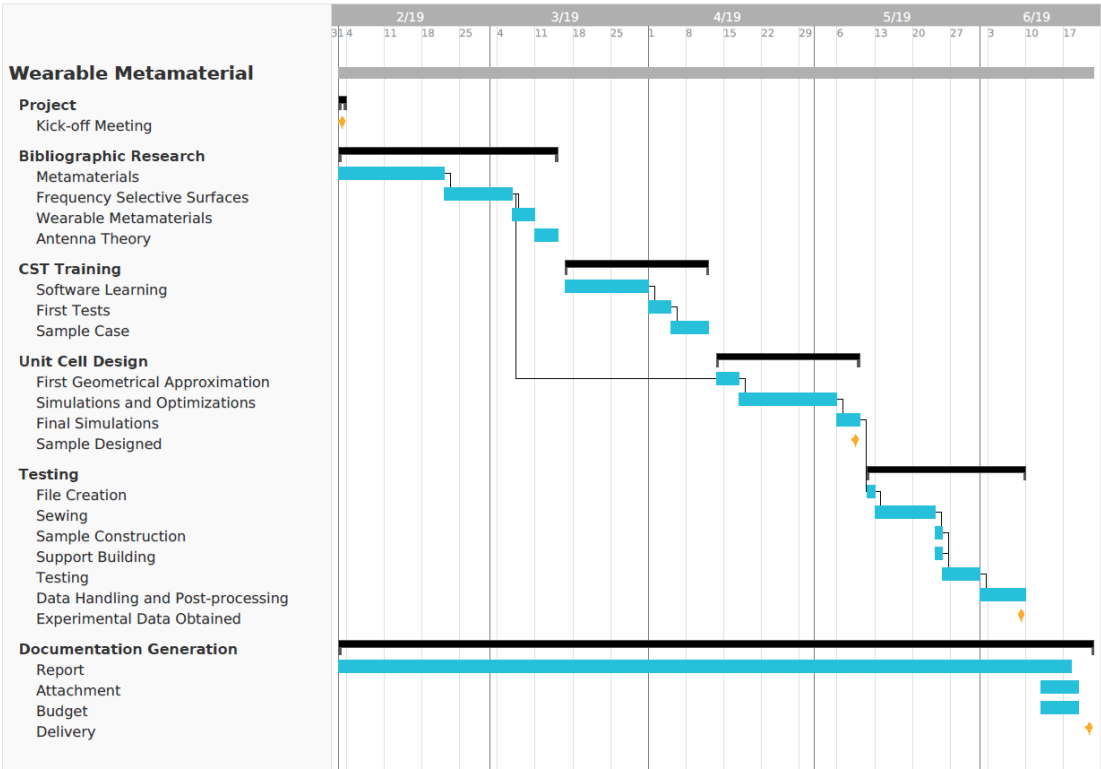 2/19 3/19 4/19 5/19 6/19
31 4 11 18 25 4 11 18 25 1 8 15 22 29 6 13 20 27 3 10 17
Wearable Metamaterial
Project
Kick-off Meeting
Bibliographic Research
Metamaterials
Frequency Selective Surfaces
Wearable Metamaterials
Antenna Theory
CST Training
Software Learning
First Tests
Sample Case
Unit Cell Design
First Geometrical Approximation
Simulations and Optimizations
Final Simulations
Sample Designed
Testing
File Creation
Sewing
Sample Construction
Support Building
Testing
Data Handling and Post-processing
Experimental Data Obtained
Documentation Generation
Report
Attachment
Budget
Delivery